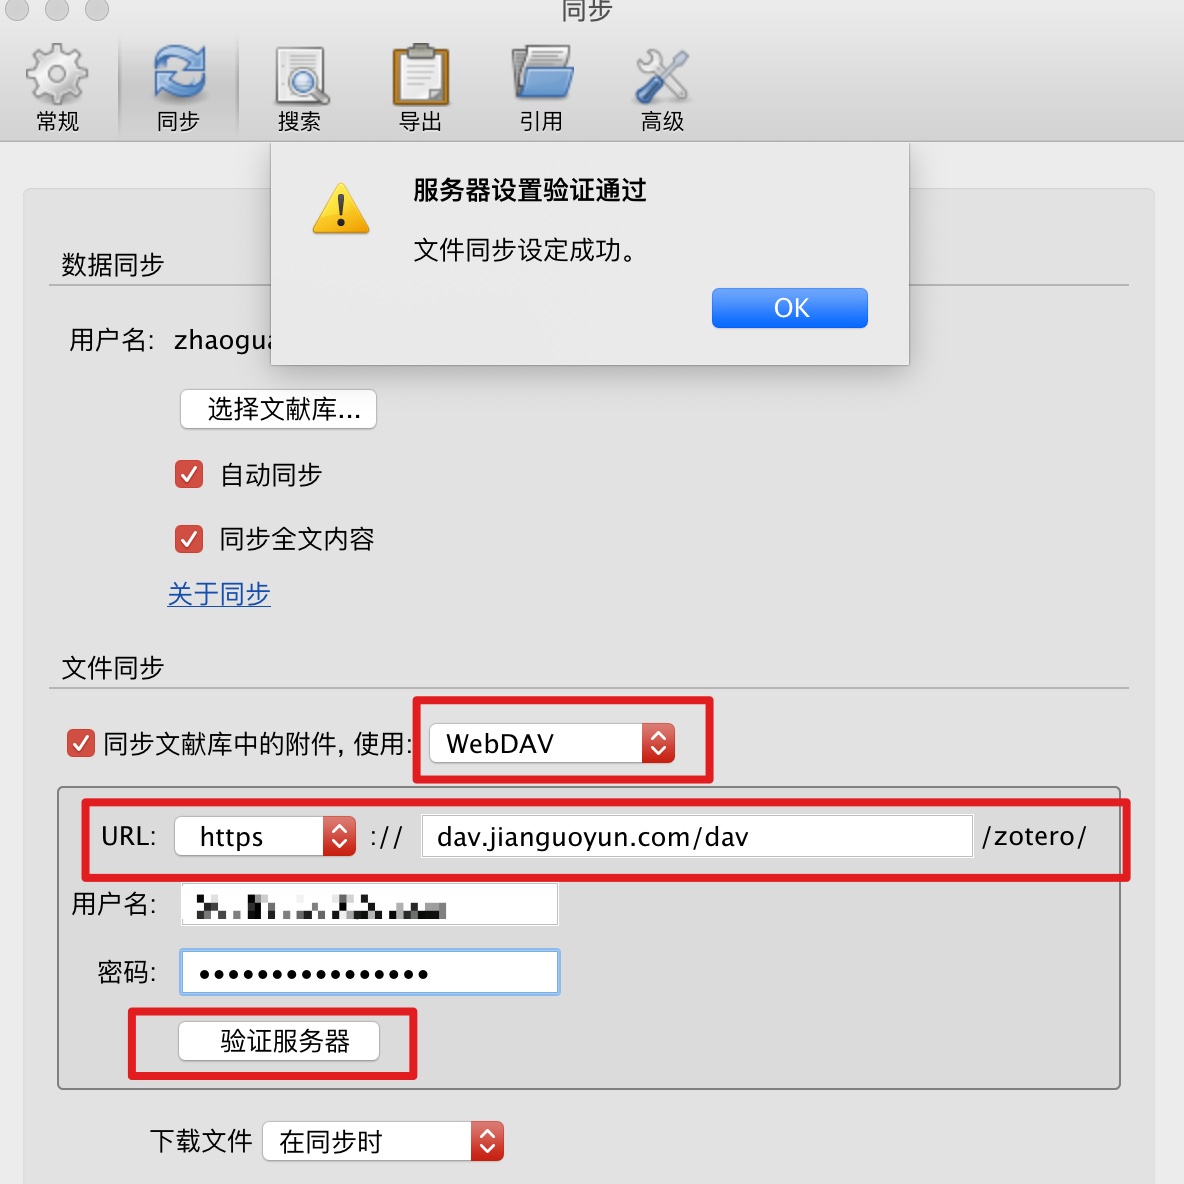 同步
常规 同步 搜索 导出 引用 高级
服务器设置验证通过
文件同步设定成功。
OK
数据同步
用户名:
选择文献库...
自动同步
同步全文内容
关于同步
文件同步
同步文献库中的附件, 使用: WebDAV
URL: https :// dav.jianguoyun.com/dav /zotero/
用户名:
密码: ••••••••••••••••
验证服务器
下载文件 在同步时